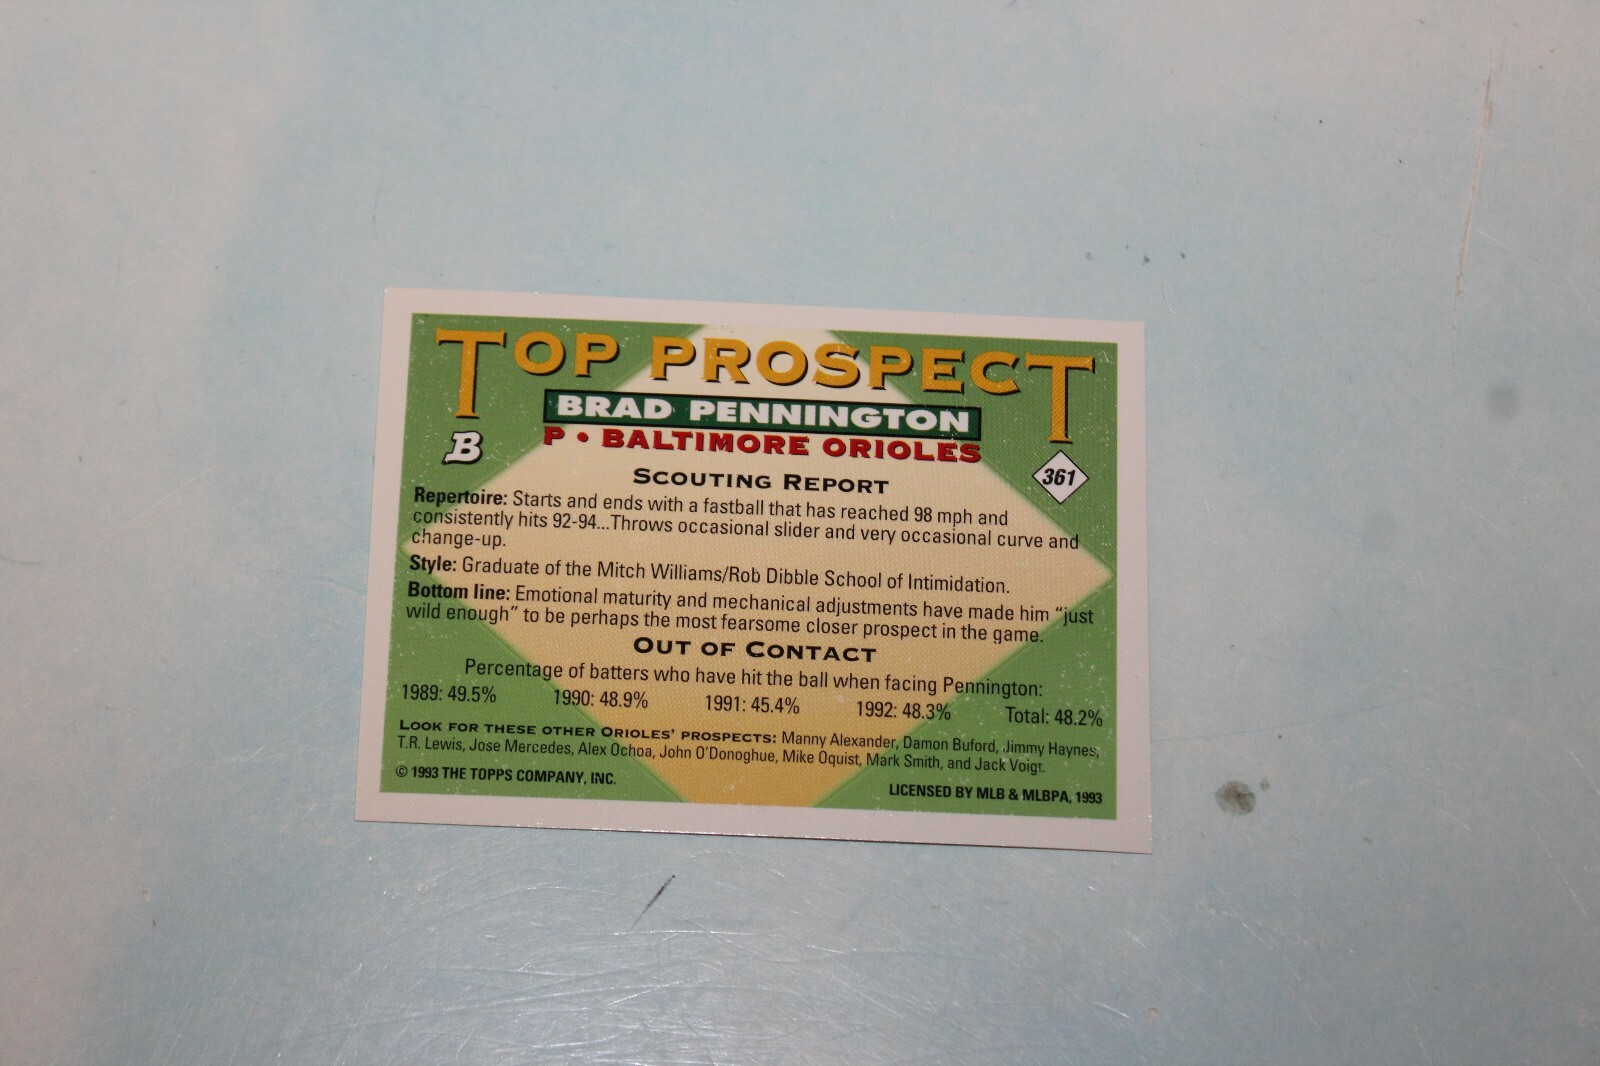 TOP PROSPECT
BRAD PENNINGTON
P • BALTIMORE ORIOLES
B
361
SCOUTING REPORT
Repertoire: Starts and ends with a fastball that has reached 98 mph and
consistently hits 92-94...Throws occasional slider and very occasional curve and
change-up.
Style: Graduate of the Mitch Williams/Rob Dibble School of Intimidation.
Bottom line: Emotional maturity and mechanical adjustments have made him “just
wild enough” to be perhaps the most fearsome closer prospect in the game.
OUT OF CONTACT
Percentage of batters who have hit the ball when facing Pennington:
1989: 49.5% 1990: 48.9% 1991: 45.4% 1992: 48.3% Total: 48.2%
LOOK FOR THESE OTHER ORIOLES' PROSPECTS: Manny Alexander, Damon Buford, Jimmy Haynes,
T.R. Lewis, Jose Mercedes, Alex Ochoa, John O'Donoghue, Mike Oquist, Mark Smith, and Jack Voigt.
© 1993 THE TOPPS COMPANY, INC.
LICENSED BY MLB & MLBPA, 1993